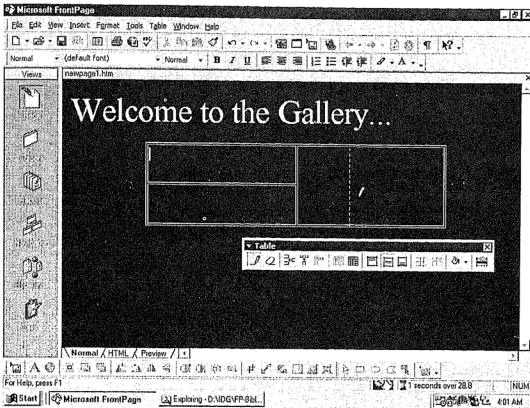 Microsoft FrontPage
File Edit View Insert Format Tools Table Window Help
Normal (default font) Normal B I U A
Views newpage1.htm
Welcome to the Gallery...
Table
Normal HTML Preview
For Help, press F1 1 seconds over 28.8 NUM
Start Microsoft FrontPage Exploring - D:\IDG\FP-Bibl... 4:01 AM